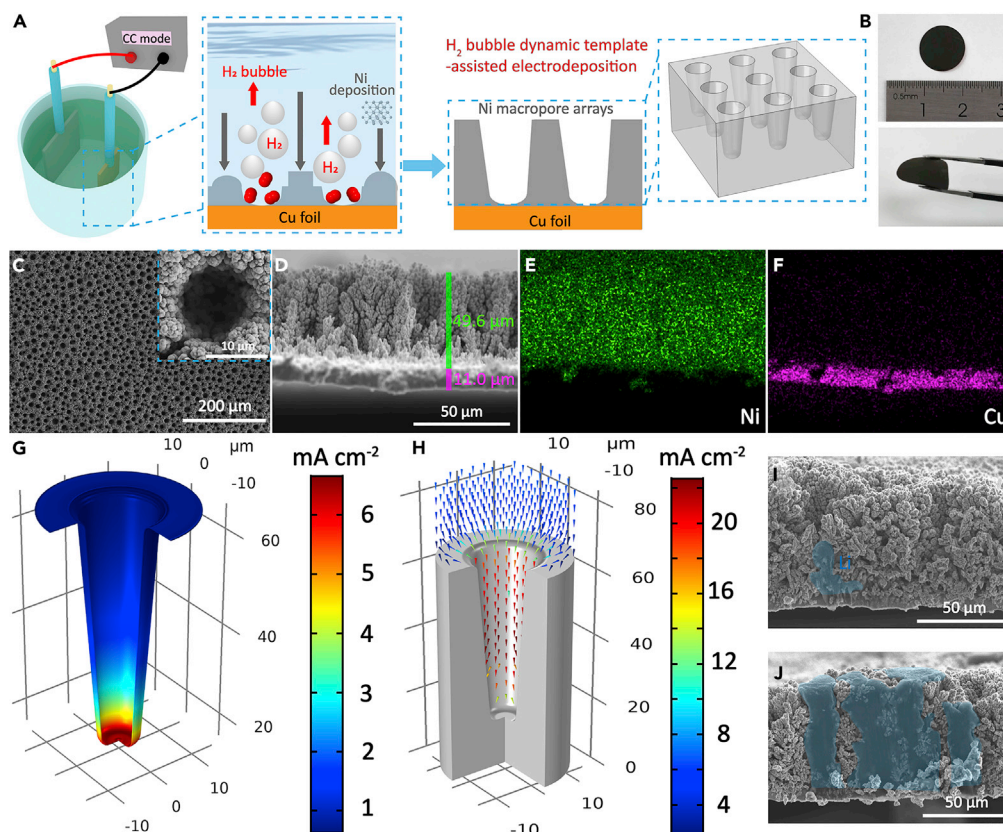 A
CC mode
H₂ bubble
Ni
deposition
H₂
H₂
Cu foil
H₂ bubble dynamic template
-assisted electrodeposition
Ni macropore arrays
Cu foil
B
0.5mm
1 2 3
C
10 μm
200 μm
D
49.6 μm
11.0 μm
50 μm
E
Ni
F
Cu
G
10
0
-10
μm
60
40
20
10
0
-10
mA cm⁻²
6
5
4
3
2
1
H
10
0
-10
μm
80
60
40
20
0
10
-10
mA cm⁻²
20
16
12
8
4
I
Li
50 μm
J
50 μm